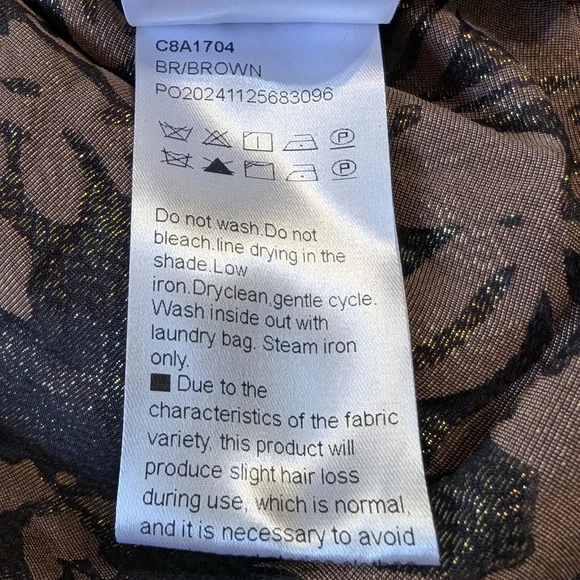 C8A1704
BR/BROWN
PO20241125683096
P
P
Do not wash.Do not
bleach.line drying in the
shade.Low
iron.Dryclean,gentle cycle.
Wash inside out with
laundry bag. Steam iron
only.
■ Due to the
characteristics of the fabric
variety, this product will
produce slight hair loss
during use, which is normal,
and it is necessary to avoid